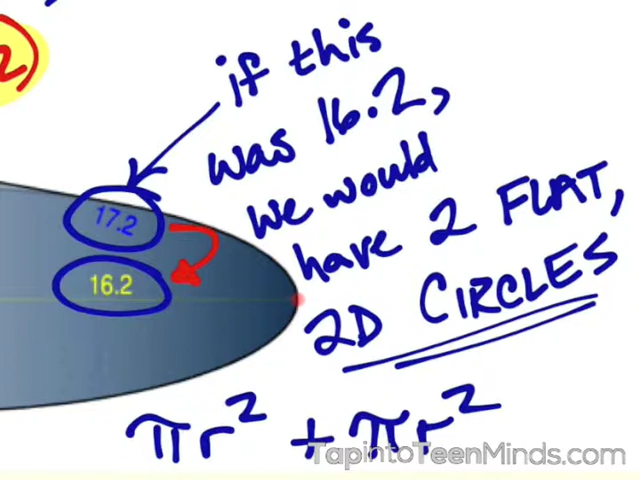 2)
if this
was 16.2,
we would
have 2 FLAT,
2D CIRCLES
17.2
16.2
πr² + πr²
TapintoTeenMinds.com